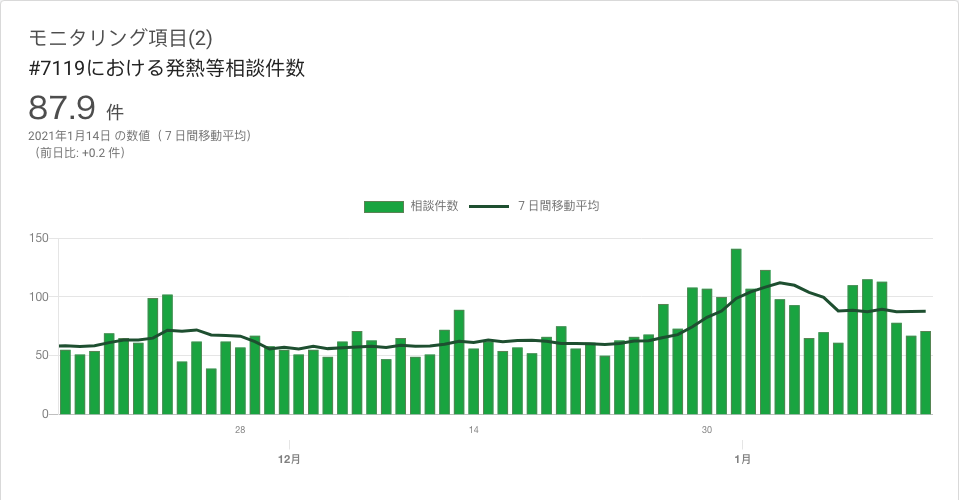 モニタリング項目(2)
#7119における発熱等相談件数
87.9 件
2021年1月14日 の数値（７日間移動平均）
（前日比: +0.2 件）
相談件数 ７日間移動平均
150
100
50
0
28 14 30
12月 1月